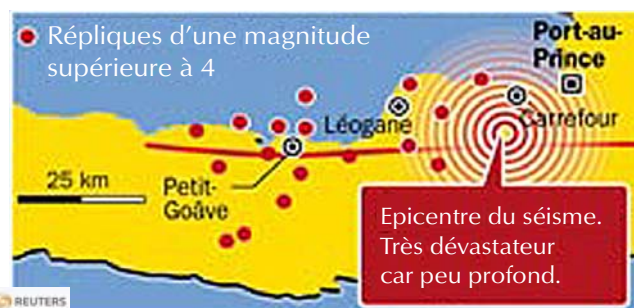 Répliques d'une magnitude
supérieure à 4
Port-au-
Prince
Carrefour
Léogane
Petit-
Goâve
25 km
Epicentre du séisme.
Très dévastateur
car peu profond.
REUTERS